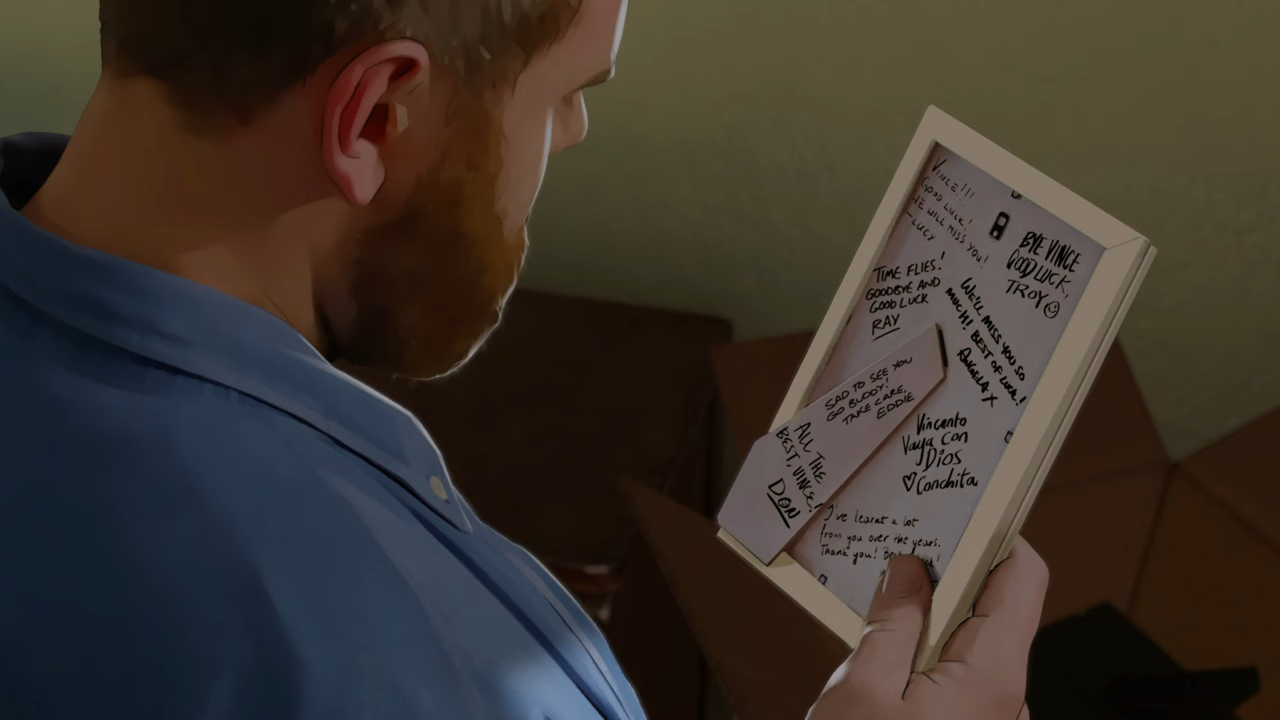 VINCE!!!
GOOD LUCK!
WE WILL MISS YOU!
-LUCY
BYE VINCE
GOOD LUCK,
TROY
TIME FLIES!
GOODBYE AND
GOOD LUCK
RAY
WE'LL MISS YOU SO
MUCH! BEST OF LUCK!
ANGELA X
SAD TO SEE YOU
GO BUDDY!
TAKE CARE,
EDDIE
ALL THE
BEST, VINCE!
DON
Vincento
Vaya Con
Dios
♡Conchita
I've learnt a lot
from you over the years.
Thank you!